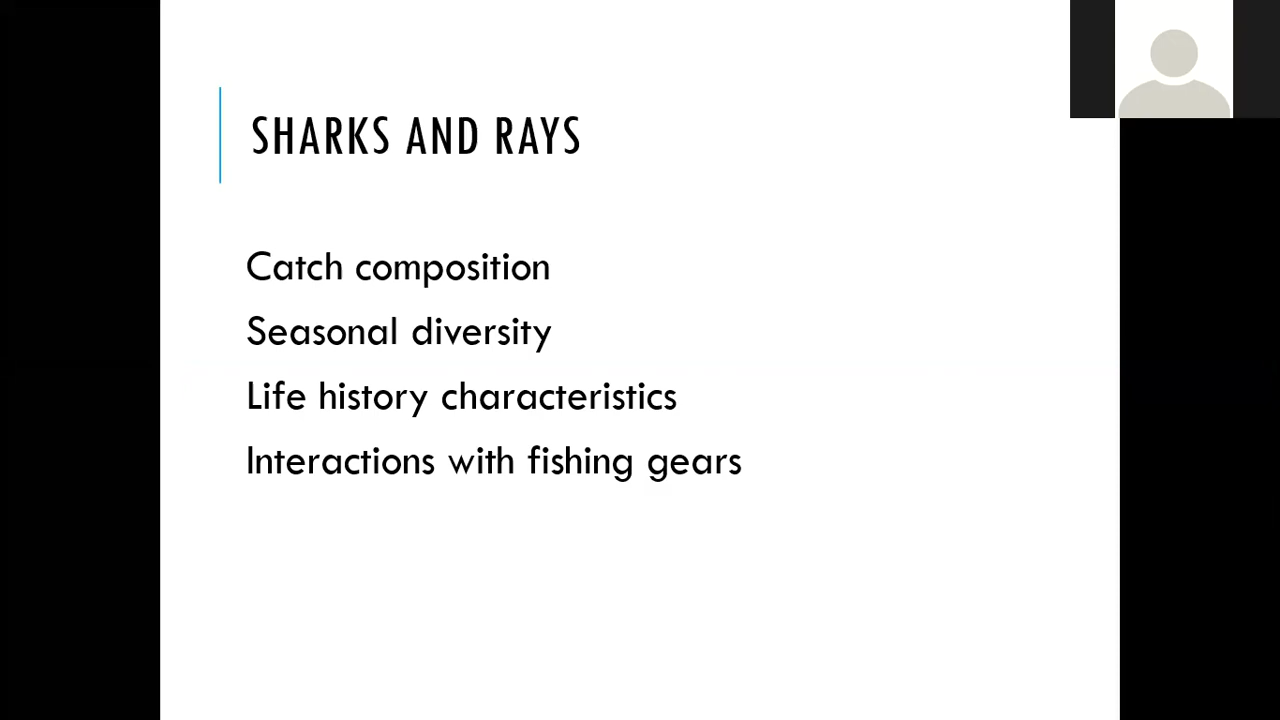 SHARKS AND RAYS
Catch composition
Seasonal diversity
Life history characteristics
Interactions with fishing gears